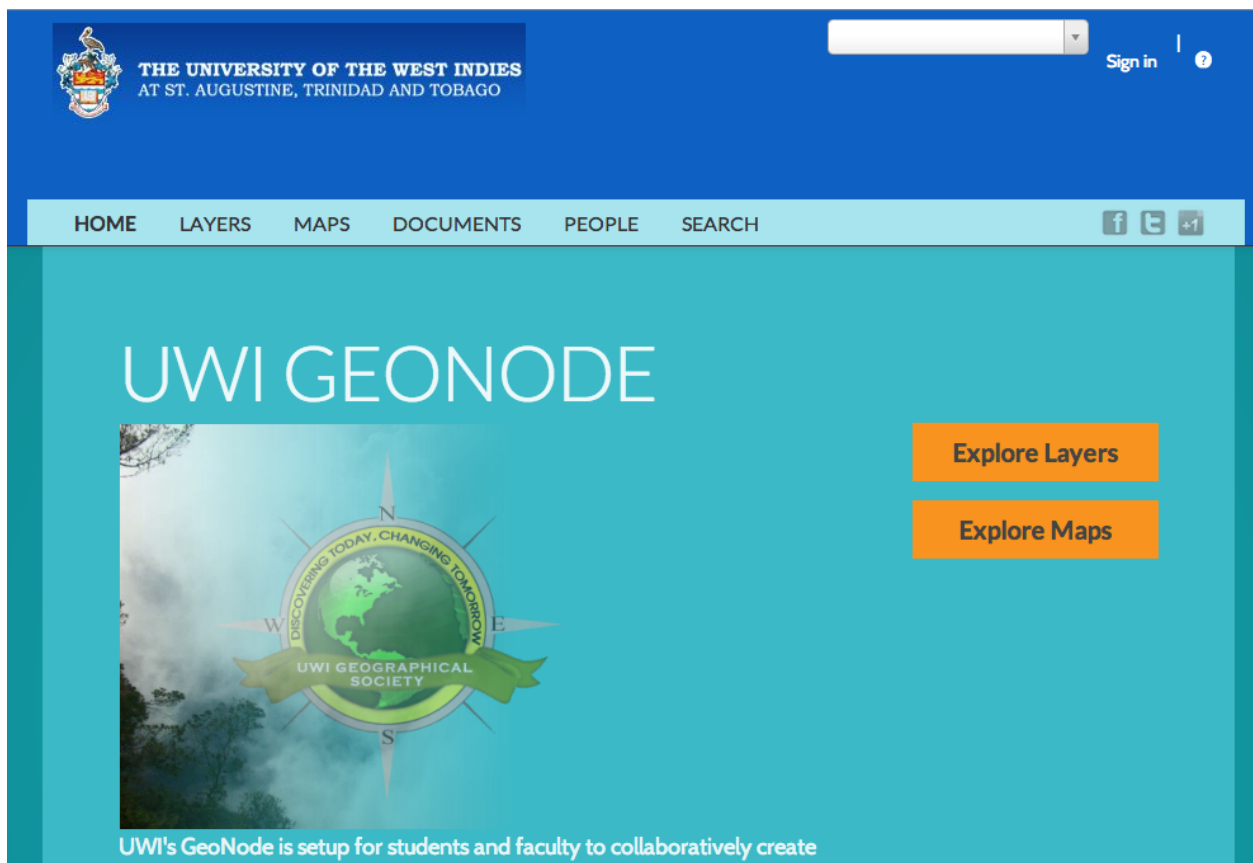 THE UNIVERSITY OF THE WEST INDIES
AT ST. AUGUSTINE, TRINIDAD AND TOBAGO
Sign in | ?
HOME LAYERS MAPS DOCUMENTS PEOPLE SEARCH f t +1
UWI GEONODE
Explore Layers
Explore Maps
N
DISCOVERING TODAY, CHANGING TOMORROW
W E
UWI GEOGRAPHICAL
SOCIETY
S
UWI's GeoNode is setup for students and faculty to collaboratively create